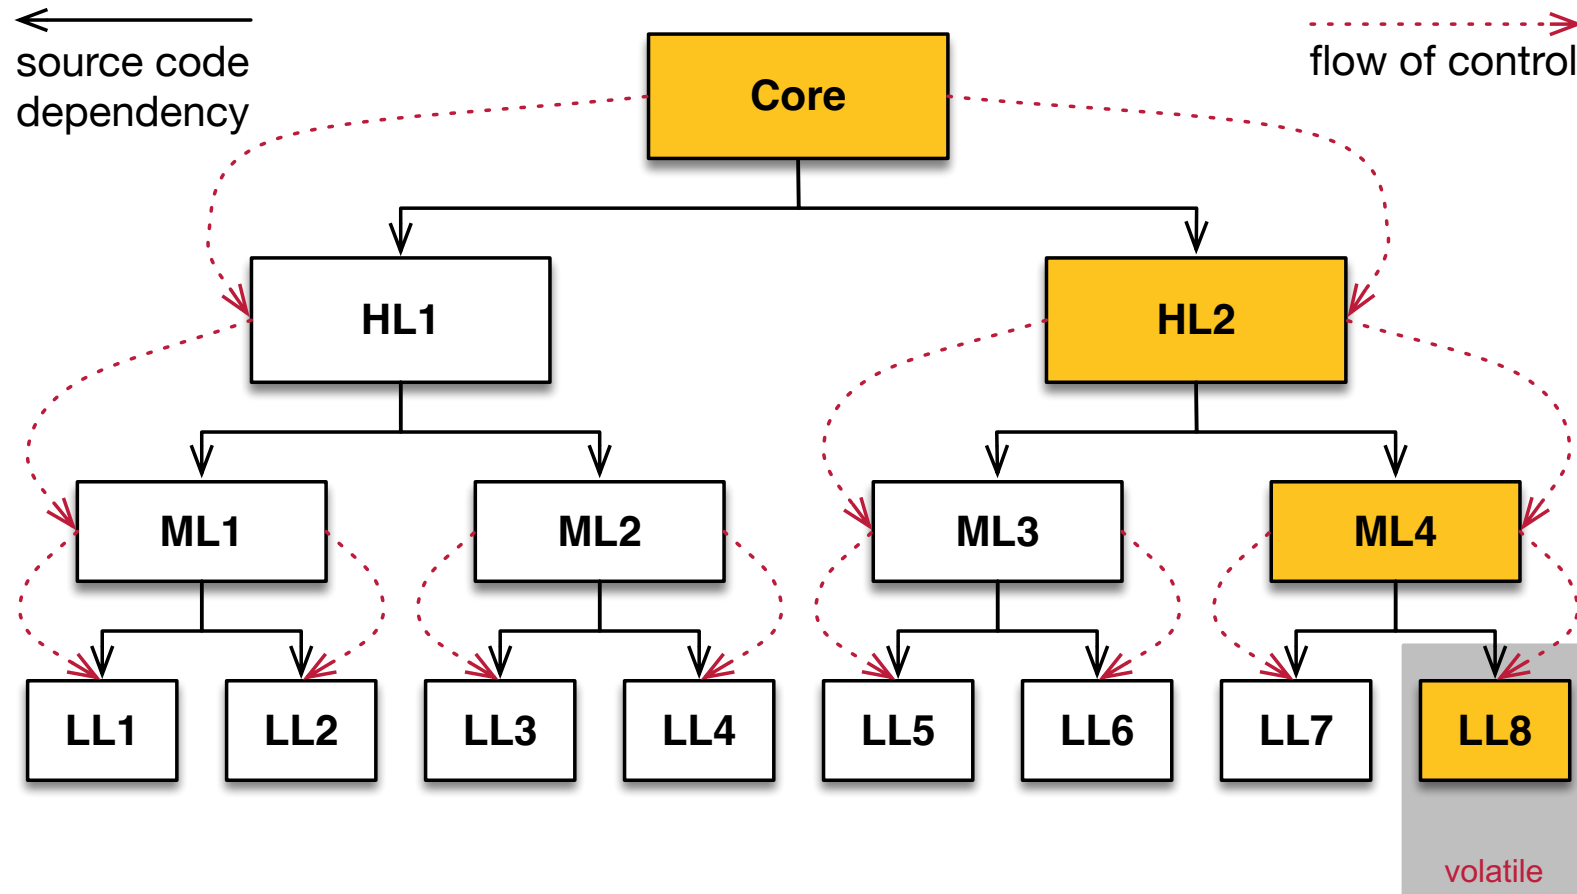 source code
dependency
flow of control
Core
HL1
HL2
ML1
ML2
ML3
ML4
LL1
LL2
LL3
LL4
LL5
LL6
LL7
LL8
volatile